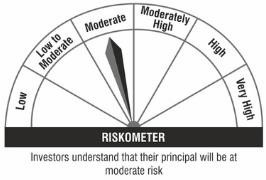 Low
Low to
Moderate
Moderate
Moderately
High
High
Very High
RISKOMETER
Investors understand that their principal will be at
moderate risk